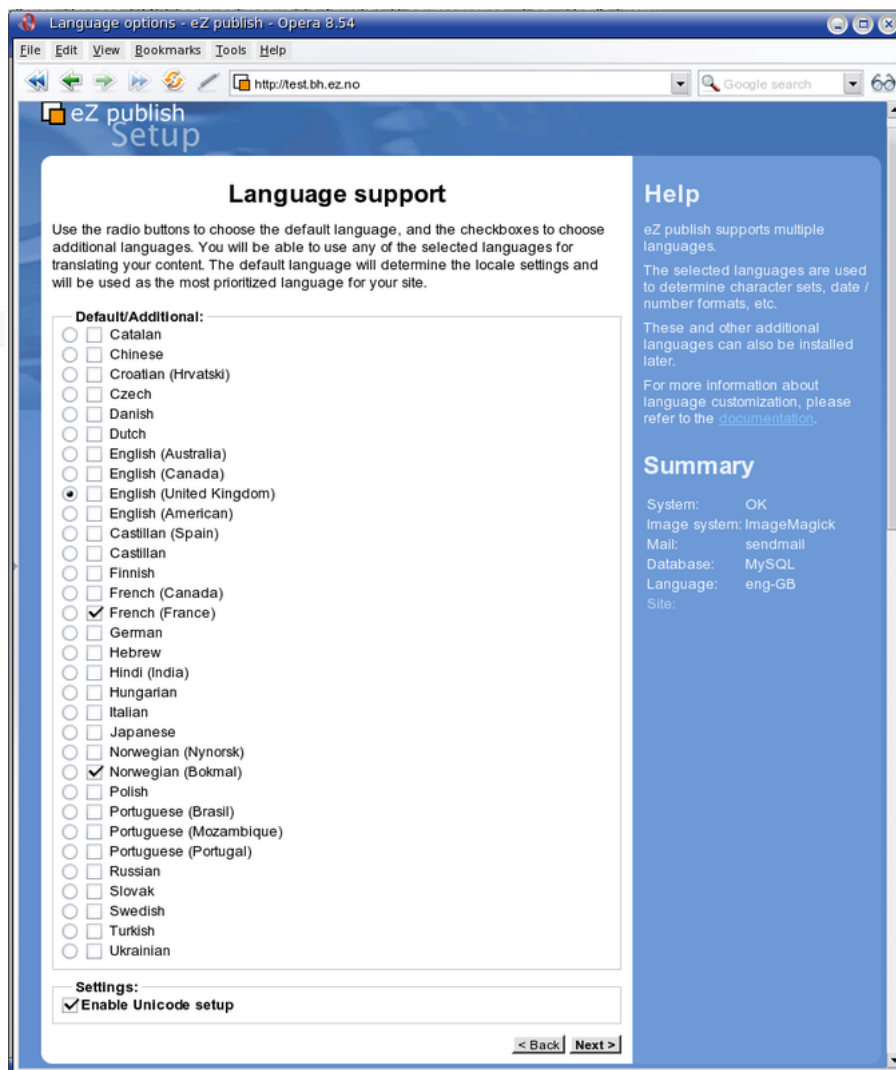 Language options - eZ publish - Opera 8.54
File Edit View Bookmarks Tools Help
http://test.bh.ez.no
Google search
eZ publish
Setup
Language support
Use the radio buttons to choose the default language, and the checkboxes to choose
additional languages. You will be able to use any of the selected languages for
translating your content. The default language will determine the locale settings and
will be used as the most prioritized language for your site.
Default/Additional:
Catalan
Chinese
Croatian (Hrvatski)
Czech
Danish
Dutch
English (Australia)
English (Canada)
English (United Kingdom)
English (American)
Castillan (Spain)
Castillan
Finnish
French (Canada)
French (France)
German
Hebrew
Hindi (India)
Hungarian
Italian
Japanese
Norwegian (Nynorsk)
Norwegian (Bokmal)
Polish
Portuguese (Brasil)
Portuguese (Mozambique)
Portuguese (Portugal)
Russian
Slovak
Swedish
Turkish
Ukrainian
Settings:
Enable Unicode setup
< Back Next >
Help
eZ publish supports multiple
languages.
The selected languages are used
to determine character sets, date /
number formats, etc.
These and other additional
languages can also be installed
later.
For more information about
language customization, please
refer to the documentation.
Summary
System: OK
Image system: ImageMagick
Mail: sendmail
Database: MySQL
Language: eng-GB
Site: